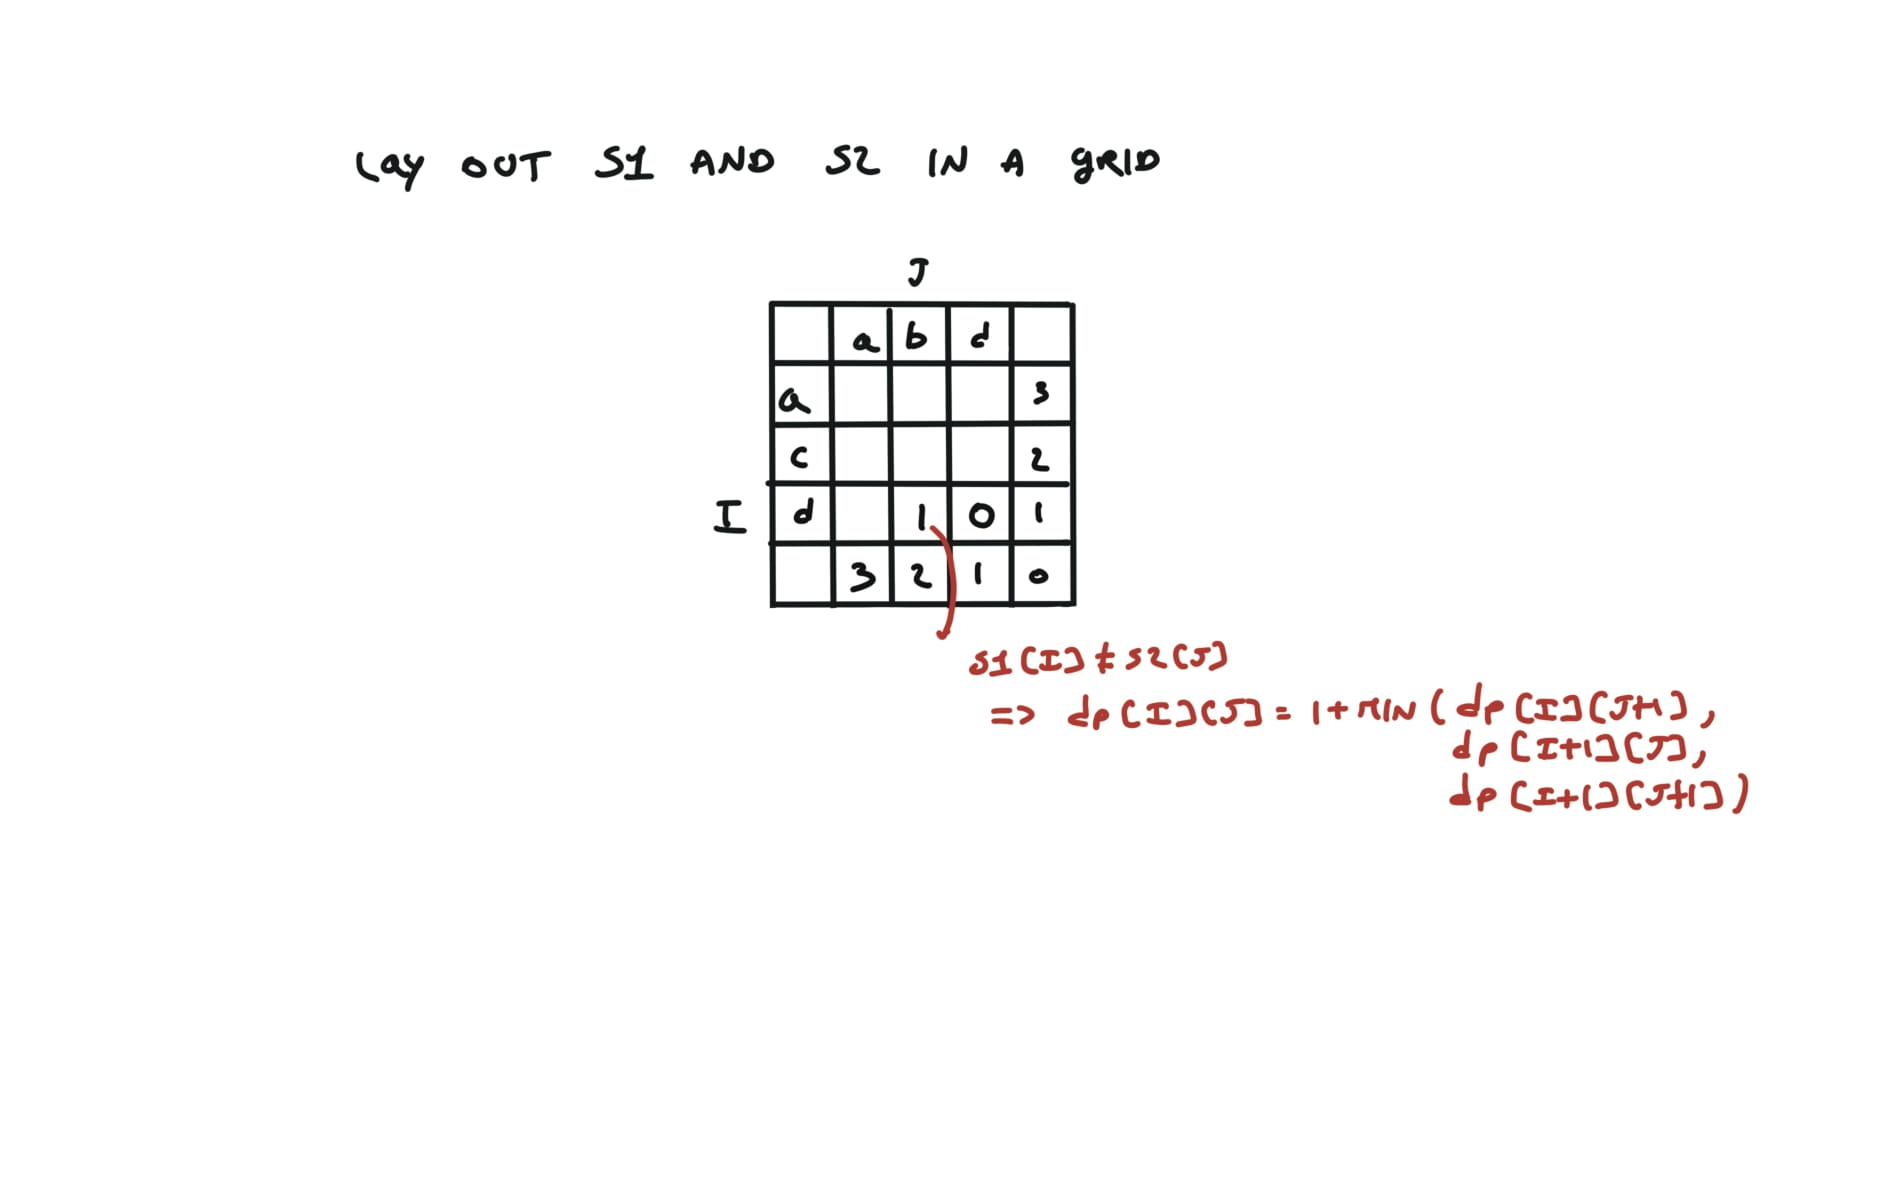 Lay OUT S1 AND S2 IN A gRID
J
a b d
a 3
c 2
I d 1 0 1
3 2 1 0
S1[I] ≠ S2[J]
=> dp[I][J] = 1 + MIN ( dp[I][J+1],
dp[I+1][J],
dp[I+1][J+1] )